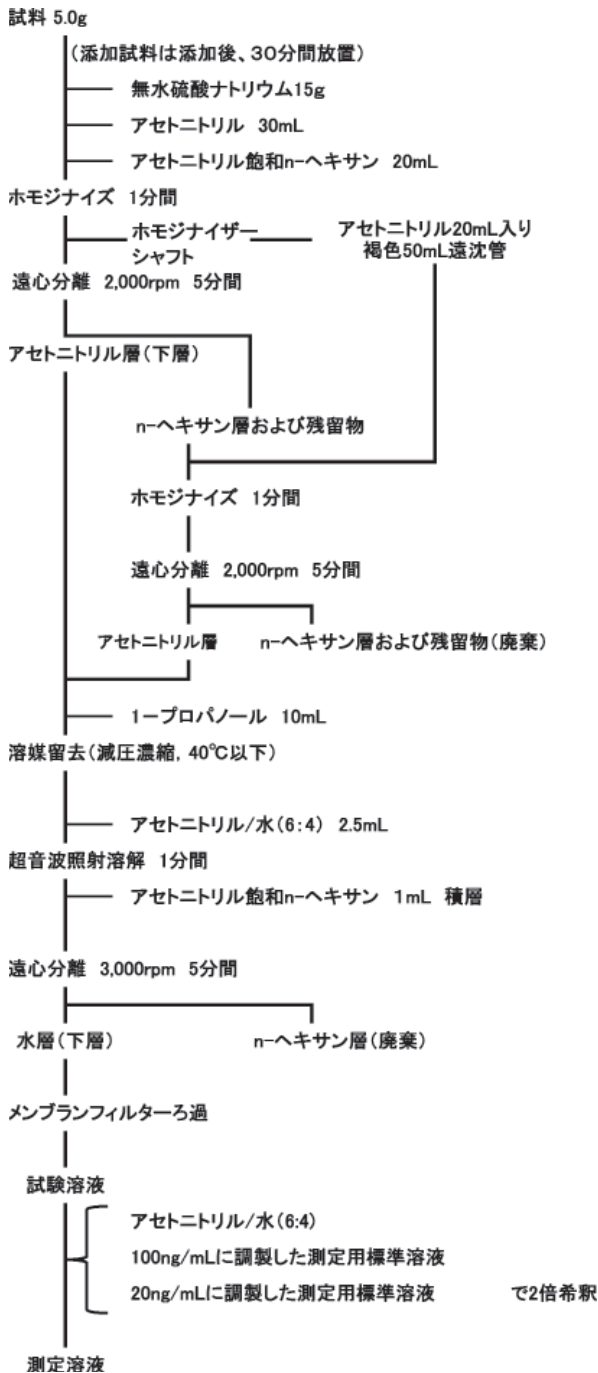 試料 5.0g
(添加試料は添加後、30分間放置)
無水硫酸ナトリウム15g
アセトニトリル 30mL
アセトニトリル飽和n-ヘキサン 20mL
ホモジナイズ 1分間
ホモジナイザー
シャフト
アセトニトリル20mL入り
褐色50mL遠沈管
遠心分離 2,000rpm 5分間
アセトニトリル層(下層)
n-ヘキサン層および残留物
ホモジナイズ 1分間
遠心分離 2,000rpm 5分間
アセトニトリル層 n-ヘキサン層および残留物(廃棄)
1-プロパノール 10mL
溶媒留去(減圧濃縮, 40℃以下)
アセトニトリル/水(6:4) 2.5mL
超音波照射溶解 1分間
アセトニトリル飽和n-ヘキサン 1mL 積層
遠心分離 3,000rpm 5分間
水層(下層) n-ヘキサン層(廃棄)
メンブランフィルターろ過
試験溶液
アセトニトリル/水(6:4)
100ng/mLに調製した測定用標準溶液
20ng/mLに調製した測定用標準溶液 で2倍希釈
測定溶液